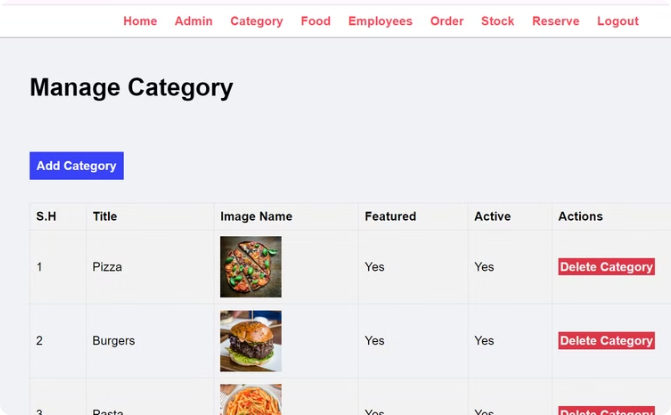 Home Admin Category Food Employees Order Stock Reserve Logout
Manage Category
Add Category
S.H Title Image Name Featured Active Actions
1 Pizza Yes Yes Delete Category
2 Burgers Yes Yes Delete Category
3 Pasta Yes Yes Delete Category